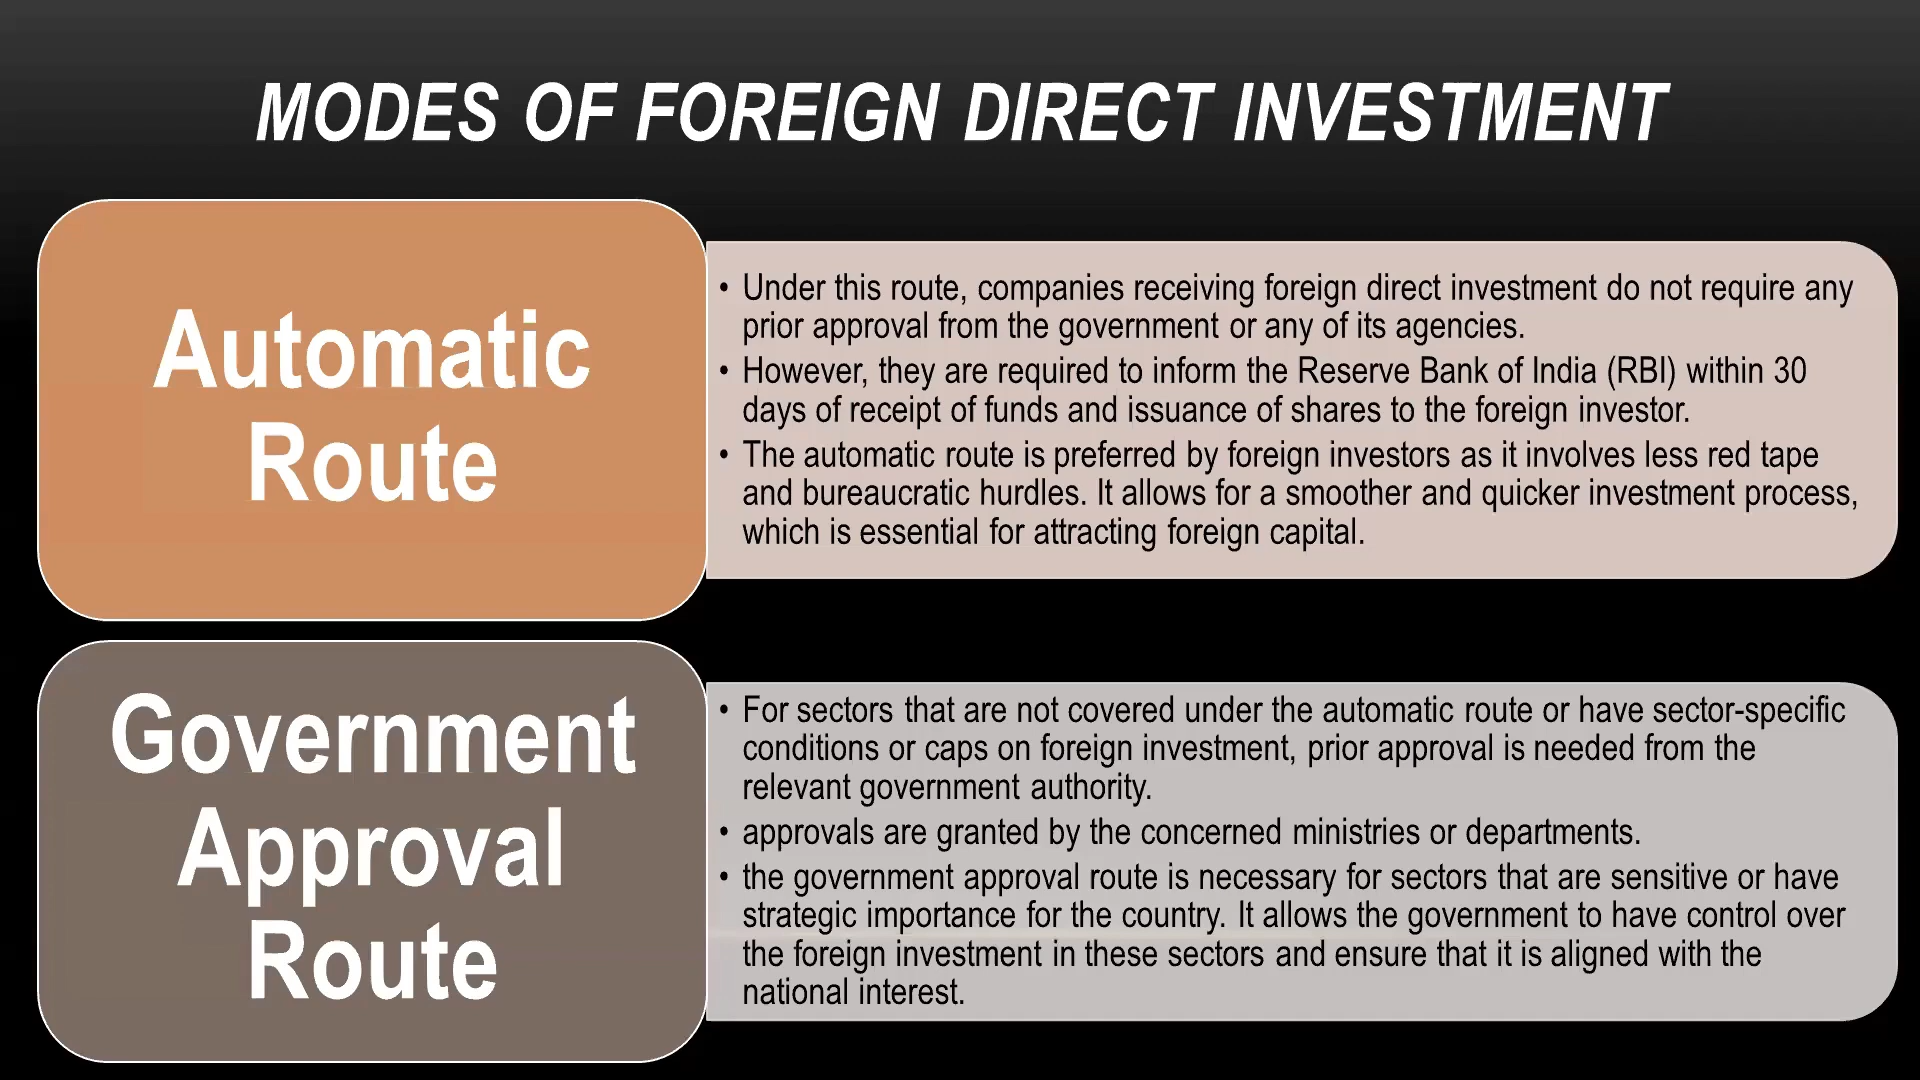 MODES OF FOREIGN DIRECT INVESTMENT
Automatic
Route
• Under this route, companies receiving foreign direct investment do not require any
prior approval from the government or any of its agencies.
• However, they are required to inform the Reserve Bank of India (RBI) within 30
days of receipt of funds and issuance of shares to the foreign investor.
• The automatic route is preferred by foreign investors as it involves less red tape
and bureaucratic hurdles. It allows for a smoother and quicker investment process,
which is essential for attracting foreign capital.
Government
Approval
Route
• For sectors that are not covered under the automatic route or have sector-specific
conditions or caps on foreign investment, prior approval is needed from the
relevant government authority.
• approvals are granted by the concerned ministries or departments.
• the government approval route is necessary for sectors that are sensitive or have
strategic importance for the country. It allows the government to have control over
the foreign investment in these sectors and ensure that it is aligned with the
national interest.